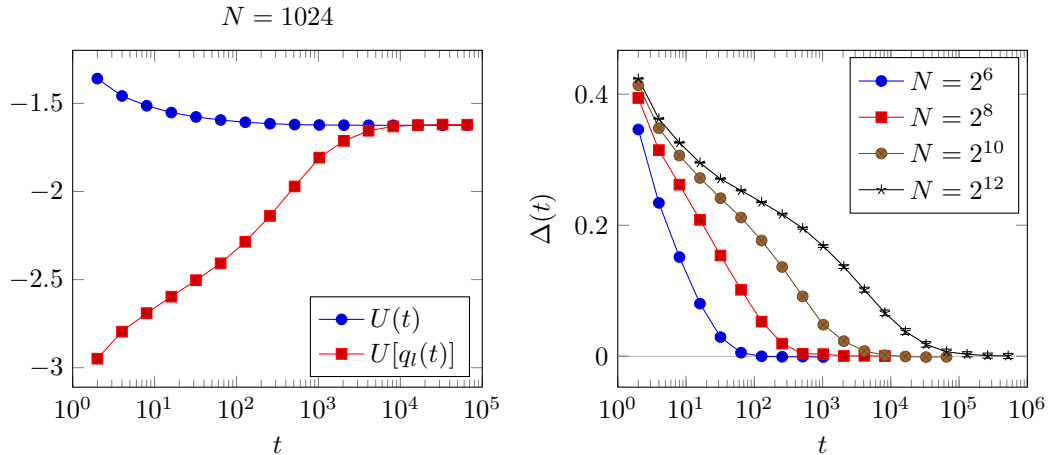 N = 1024
−1.5
−2
−2.5
−3
10^0 10^1 10^2 10^3 10^4 10^5
t
U(t)
U[q_l(t)]
0.4
0.2
0
Δ(t)
10^0 10^1 10^2 10^3 10^4 10^5 10^6
t
N = 2^6
N = 2^8
N = 2^10
N = 2^12